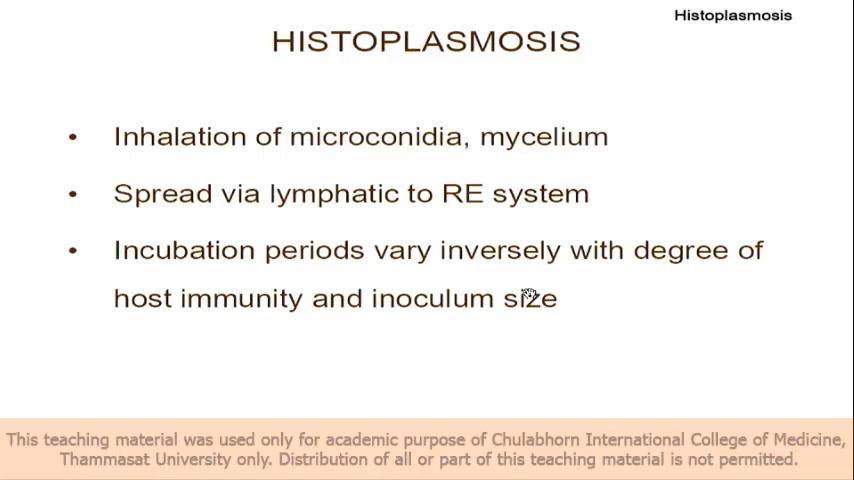 Histoplasmosis
HISTOPLASMOSIS
• Inhalation of microconidia, mycelium
• Spread via lymphatic to RE system
• Incubation periods vary inversely with degree of
host immunity and inoculum size
This teaching material was used only for academic purpose of Chulabhorn International College of Medicine,
Thammasat University only. Distribution of all or part of this teaching material is not permitted.